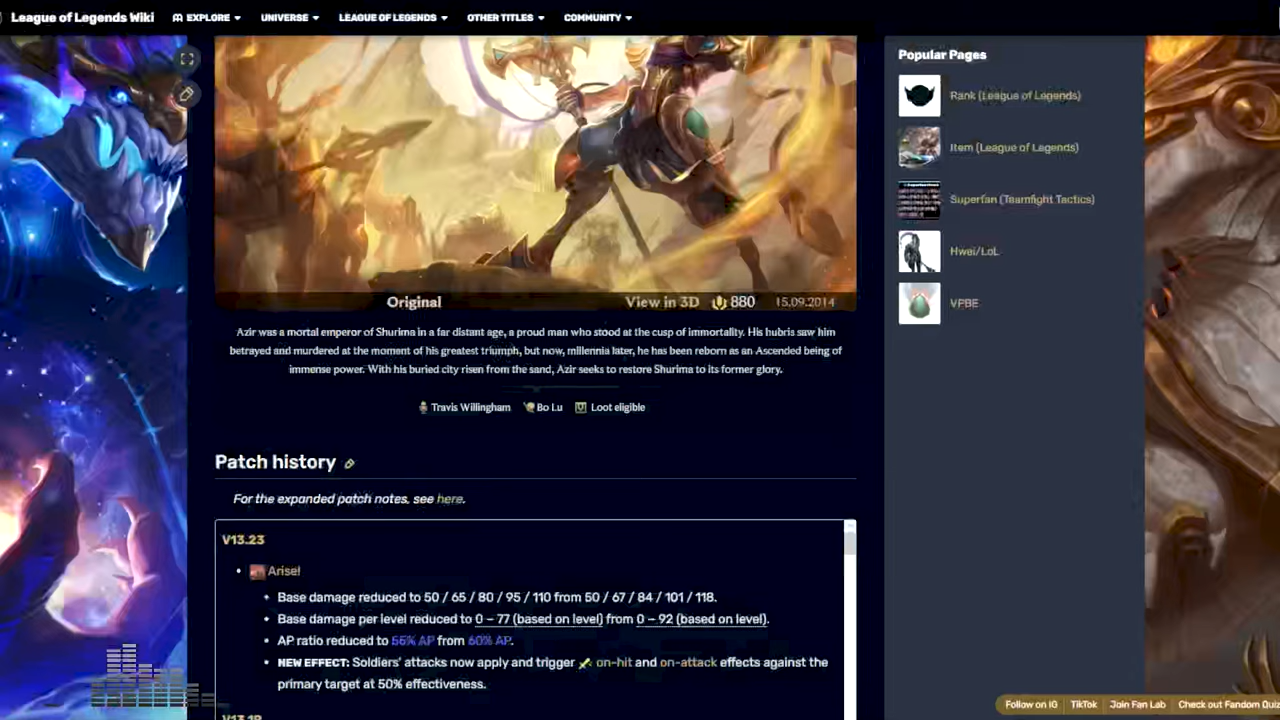 League of Legends Wiki
EXPLORE
UNIVERSE
LEAGUE OF LEGENDS
OTHER TITLES
COMMUNITY
Original
View in 3D
880
15.09.2014
Azir was a mortal emperor of Shurima in a far distant age, a proud man who stood at the cusp of immortality. His hubris saw him
betrayed and murdered at the moment of his greatest triumph, but now, millennia later, he has been reborn as an Ascended being of
immense power. With his buried city risen from the sand, Azir seeks to restore Shurima to its former glory.
Travis Willingham
Bo Lu
Loot eligible
Patch history
For the expanded patch notes, see here.
V13.23
• Arise!
• Base damage reduced to 50 / 65 / 80 / 95 / 110 from 50 / 67 / 84 / 101 / 118.
• Base damage per level reduced to 0 – 77 (based on level) from 0 – 92 (based on level).
• AP ratio reduced to 55% AP from 60% AP.
• NEW EFFECT: Soldiers' attacks now apply and trigger on-hit and on-attack effects against the
primary target at 50% effectiveness.
Popular Pages
Rank (League of Legends)
Item (League of Legends)
Superfan (Teamfight Tactics)
Hwei/LoL
VPBE
Follow on IG
TikTok
Join Fan Lab
Check out Fandom Quiz